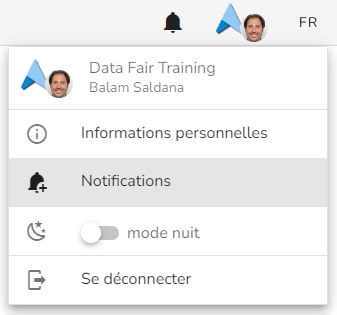 FR
Data Fair Training
Balam Saldana
Informations personnelles
Notifications
mode nuit
Se déconnecter